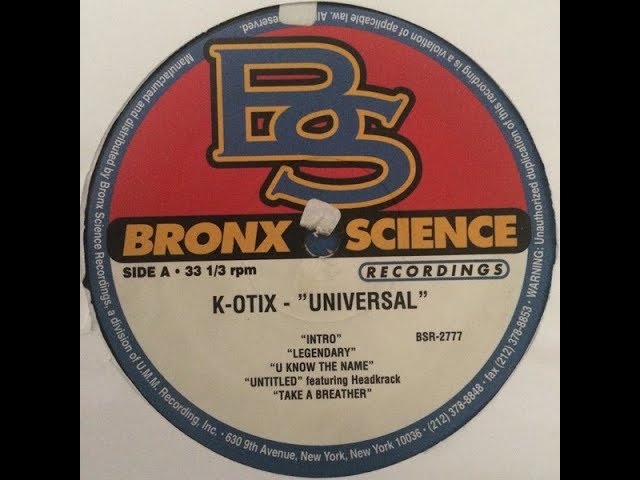 BS
BRONX SCIENCE
SIDE A • 33 1/3 rpm
RECORDINGS
K-OTIX - "UNIVERSAL"
BSR-2777
"INTRO"
"LEGENDARY"
"U KNOW THE NAME"
"UNTITLED" featuring Headkrack
"TAKE A BREATHER"
Manufactured and distributed by Bronx Science Recordings, a division of U.M.M. Recording, Inc. • 630 9th Avenue, New York, New York 10036 • (212) 378-8848 • fax (212) 378-8853 • WARNING: Unauthorized duplication of this recording is a violation of applicable law. All reserved.